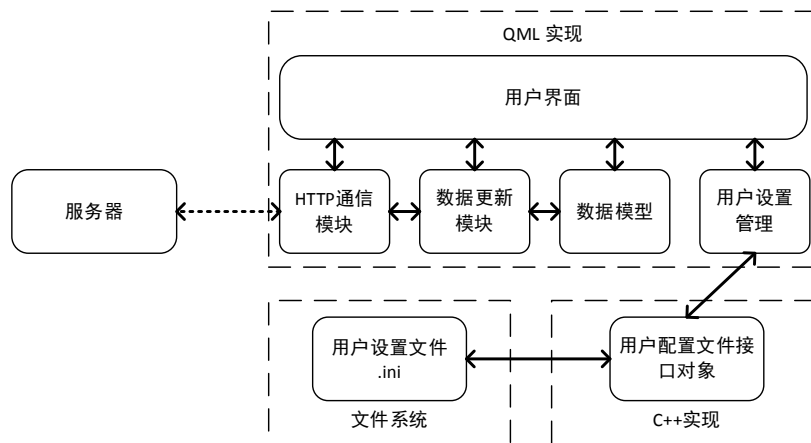 QML 实现
用户界面
服务器
HTTP通信
模块
数据更新
模块
数据模型
用户设置
管理
用户设置文件
.ini
用户配置文件接
口对象
文件系统
C++实现